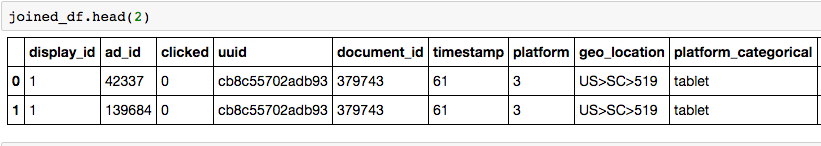 joined_df.head(2)
display_id ad_id clicked uuid document_id timestamp platform geo_location platform_categorical
0 1 42337 0 cb8c55702adb93 379743 61 3 US>SC>519 tablet
1 1 139684 0 cb8c55702adb93 379743 61 3 US>SC>519 tablet